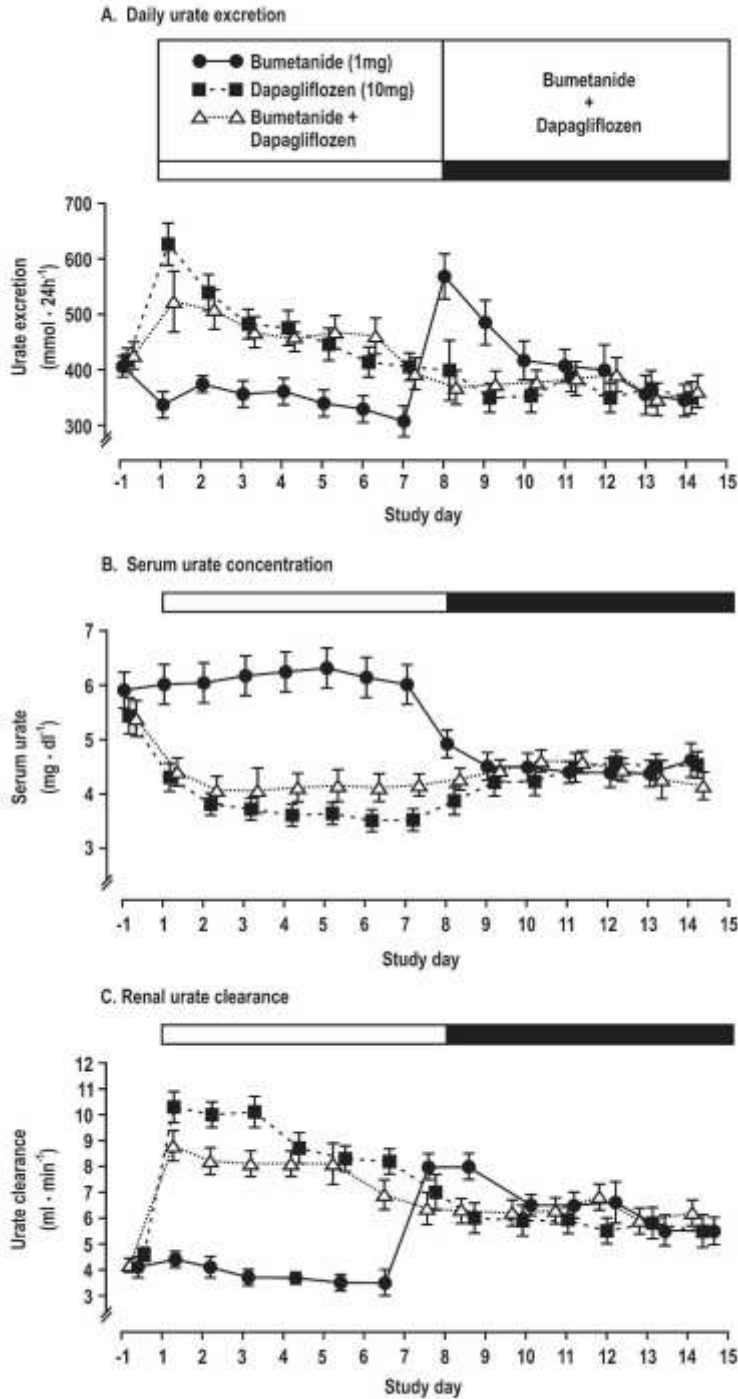 A. Daily urate excretion
Bumetanide (1mg)
Dapagliflozen (10mg)
Bumetanide +
Dapagliflozen
Bumetanide
+
Dapagliflozen
Urate excretion
(mmol · 24h⁻¹)
700
600
500
400
300
-1 1 2 3 4 5 6 7 8 9 10 11 12 13 14 15
Study day
B. Serum urate concentration
Serum urate
(mg · dl⁻¹)
7
6
5
4
3
-1 1 2 3 4 5 6 7 8 9 10 11 12 13 14 15
Study day
C. Renal urate clearance
Urate clearance
(ml · min⁻¹)
12
11
10
9
8
7
6
5
4
3
-1 1 2 3 4 5 6 7 8 9 10 11 12 13 14 15
Study day